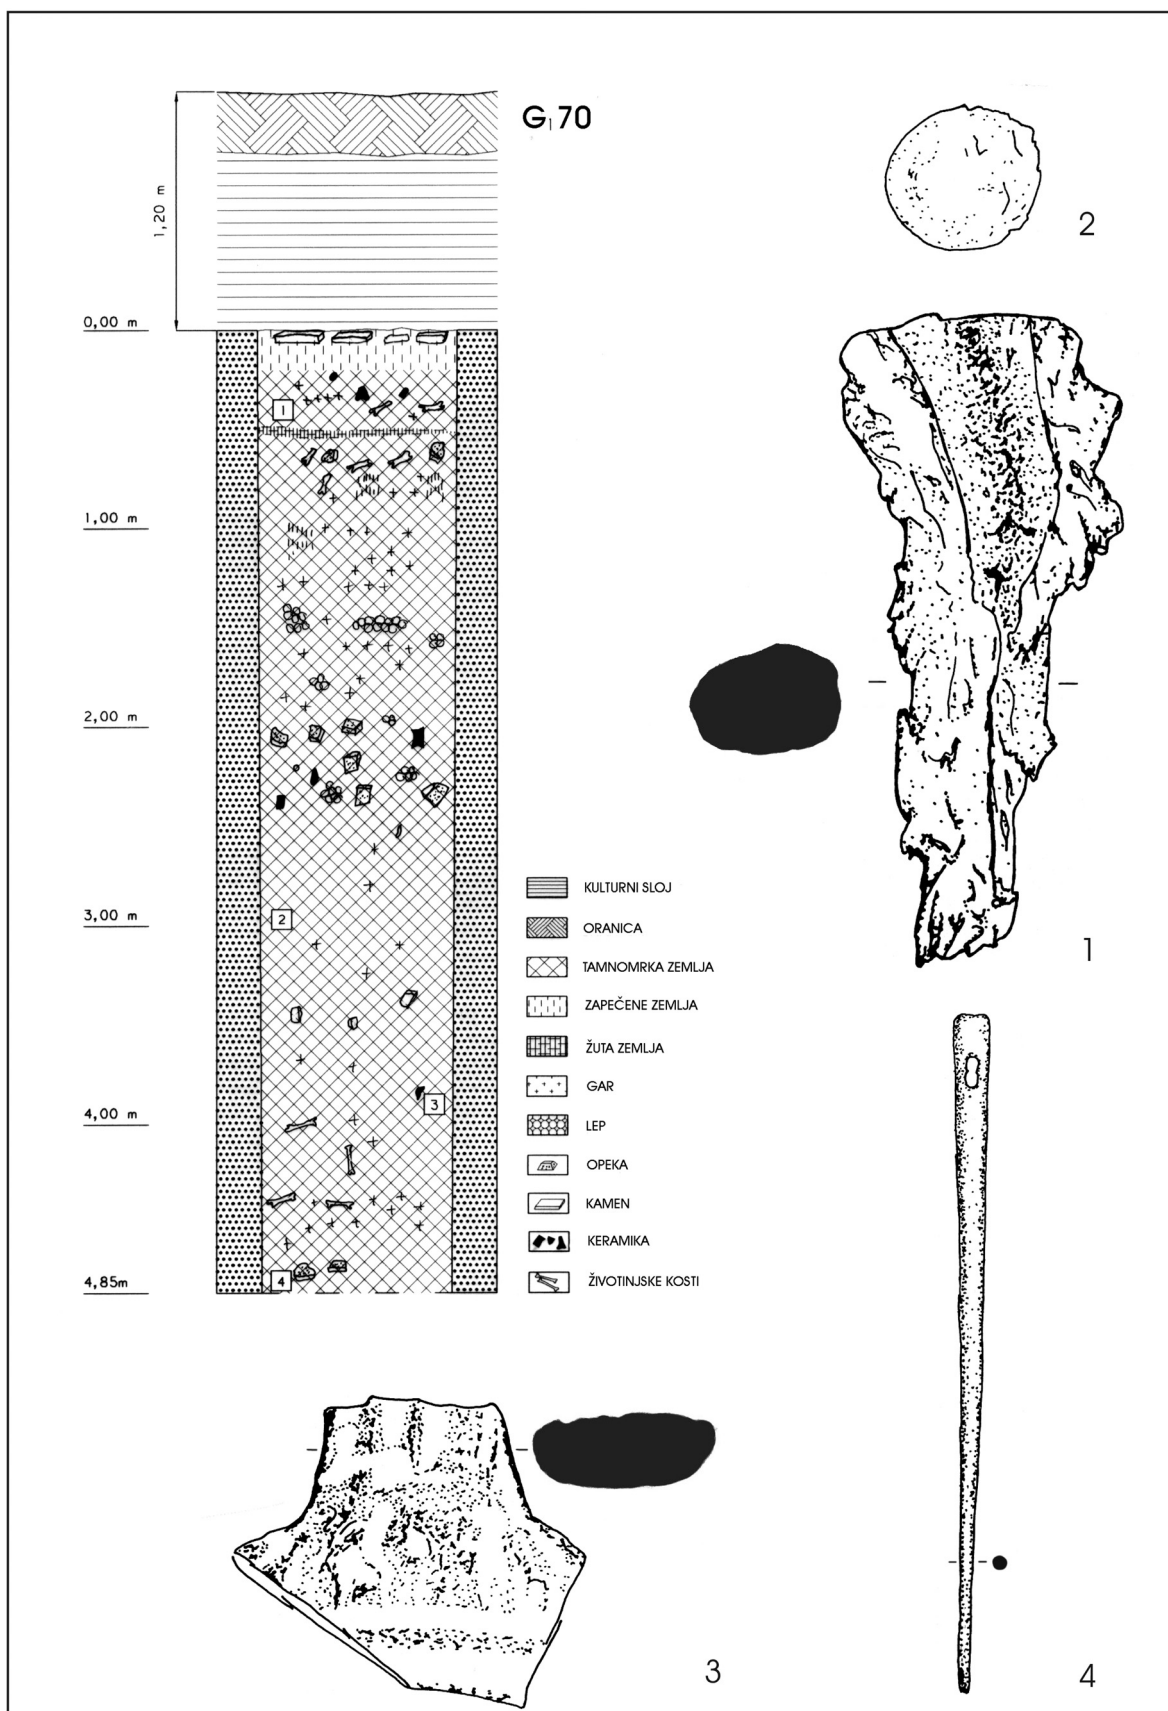 G₁70
1,20 m
0,00 m
1
1,00 m
2,00 m
3,00 m
2
4,00 m
3
4,85m
4
KULTURNI SLOJ
ORANICA
TAMNOMRKA ZEMLJA
ZAPEČENE ZEMLJA
ŽUTA ZEMLJA
GAR
LEP
OPEKA
KAMEN
KERAMIKA
ŽIVOTINJSKE KOSTI
2
1
3
4